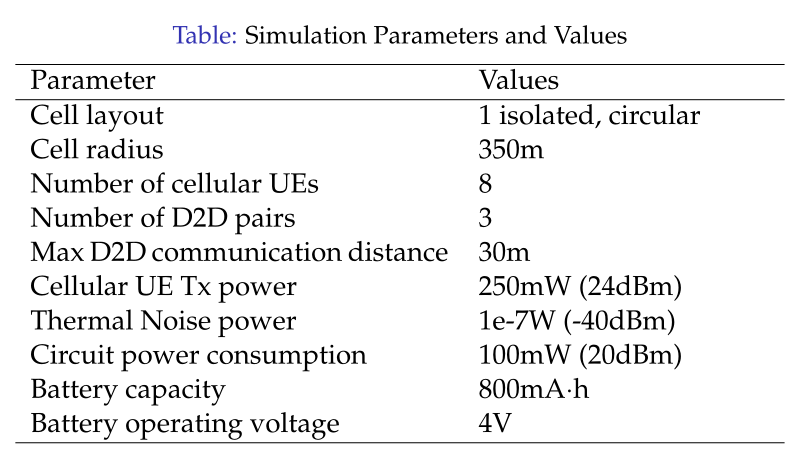 Table: Simulation Parameters and Values
Parameter Values
Cell layout 1 isolated, circular
Cell radius 350m
Number of cellular UEs 8
Number of D2D pairs 3
Max D2D communication distance 30m
Cellular UE Tx power 250mW (24dBm)
Thermal Noise power 1e-7W (-40dBm)
Circuit power consumption 100mW (20dBm)
Battery capacity 800mA·h
Battery operating voltage 4V